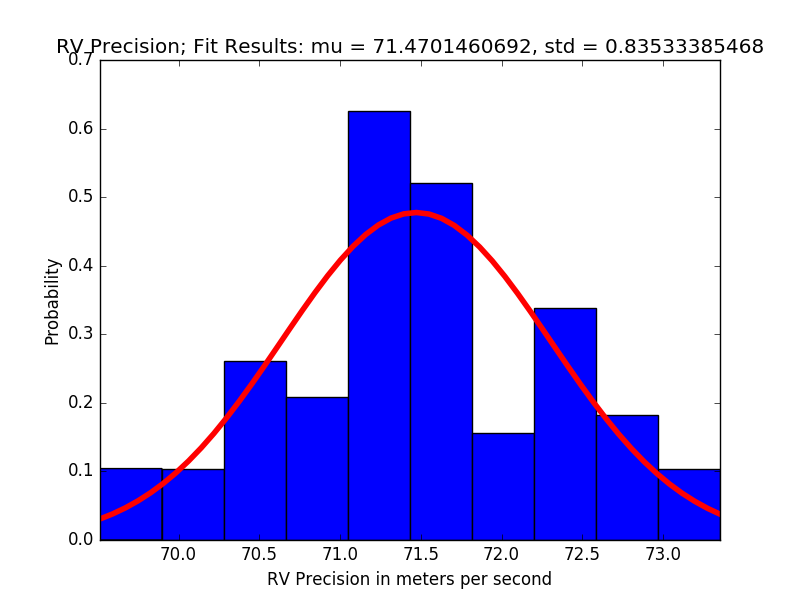 RV Precision; Fit Results: mu = 71.4701460692, std = 0.83533385468
0.7
0.6
0.5
0.4
0.3
0.2
0.1
0.0
Probability
70.0 70.5 71.0 71.5 72.0 72.5 73.0
RV Precision in meters per second